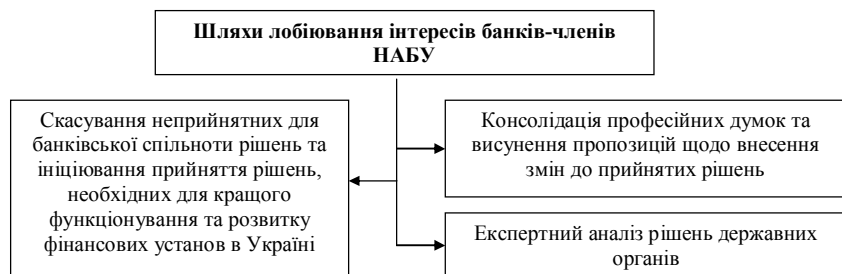 Шляхи лобіювання інтересів банків-членів
НАБУ
Скасування неприйнятних для
банківської спільноти рішень та
ініціювання прийняття рішень,
необхідних для кращого
функціонування та розвитку
фінансових установ в Україні
Консолідація професійних думок та
висунення пропозицій щодо внесення
змін до прийнятих рішень
Експертний аналіз рішень державних
органів